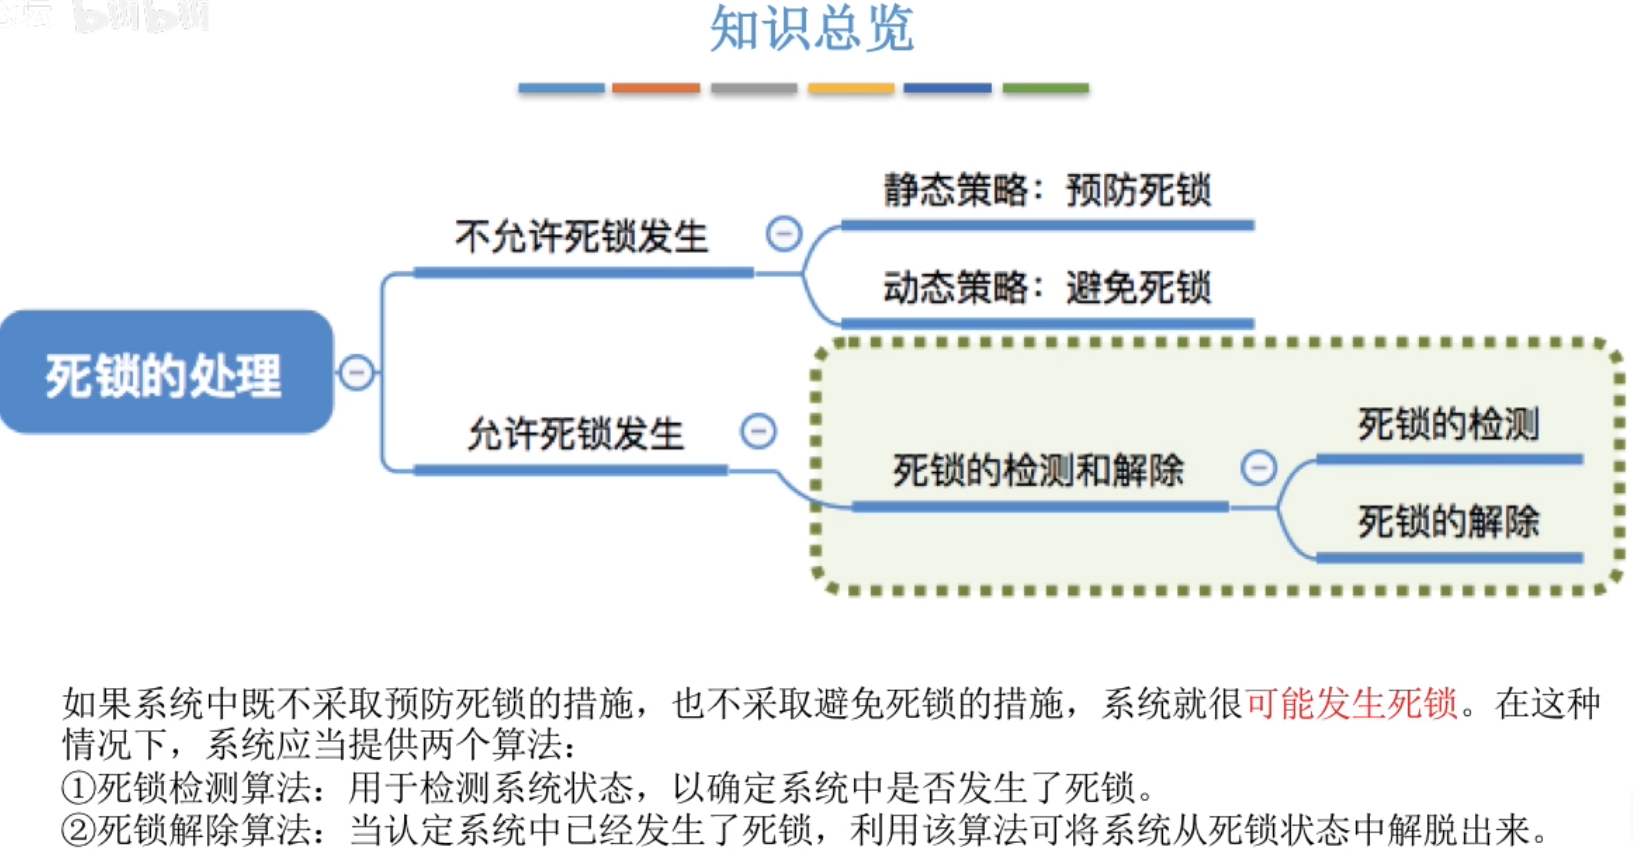 知识总览
静态策略：预防死锁
不允许死锁发生
动态策略：避免死锁
死锁的处理
死锁的检测
允许死锁发生
死锁的检测和解除
死锁的解除
如果系统中既不采取预防死锁的措施，也不采取避免死锁的措施，系统就很可能发生死锁。在这种
情况下，系统应当提供两个算法：
①死锁检测算法：用于检测系统状态，以确定系统中是否发生了死锁。
②死锁解除算法：当认定系统中已经发生了死锁，利用该算法可将系统从死锁状态中解脱出来。